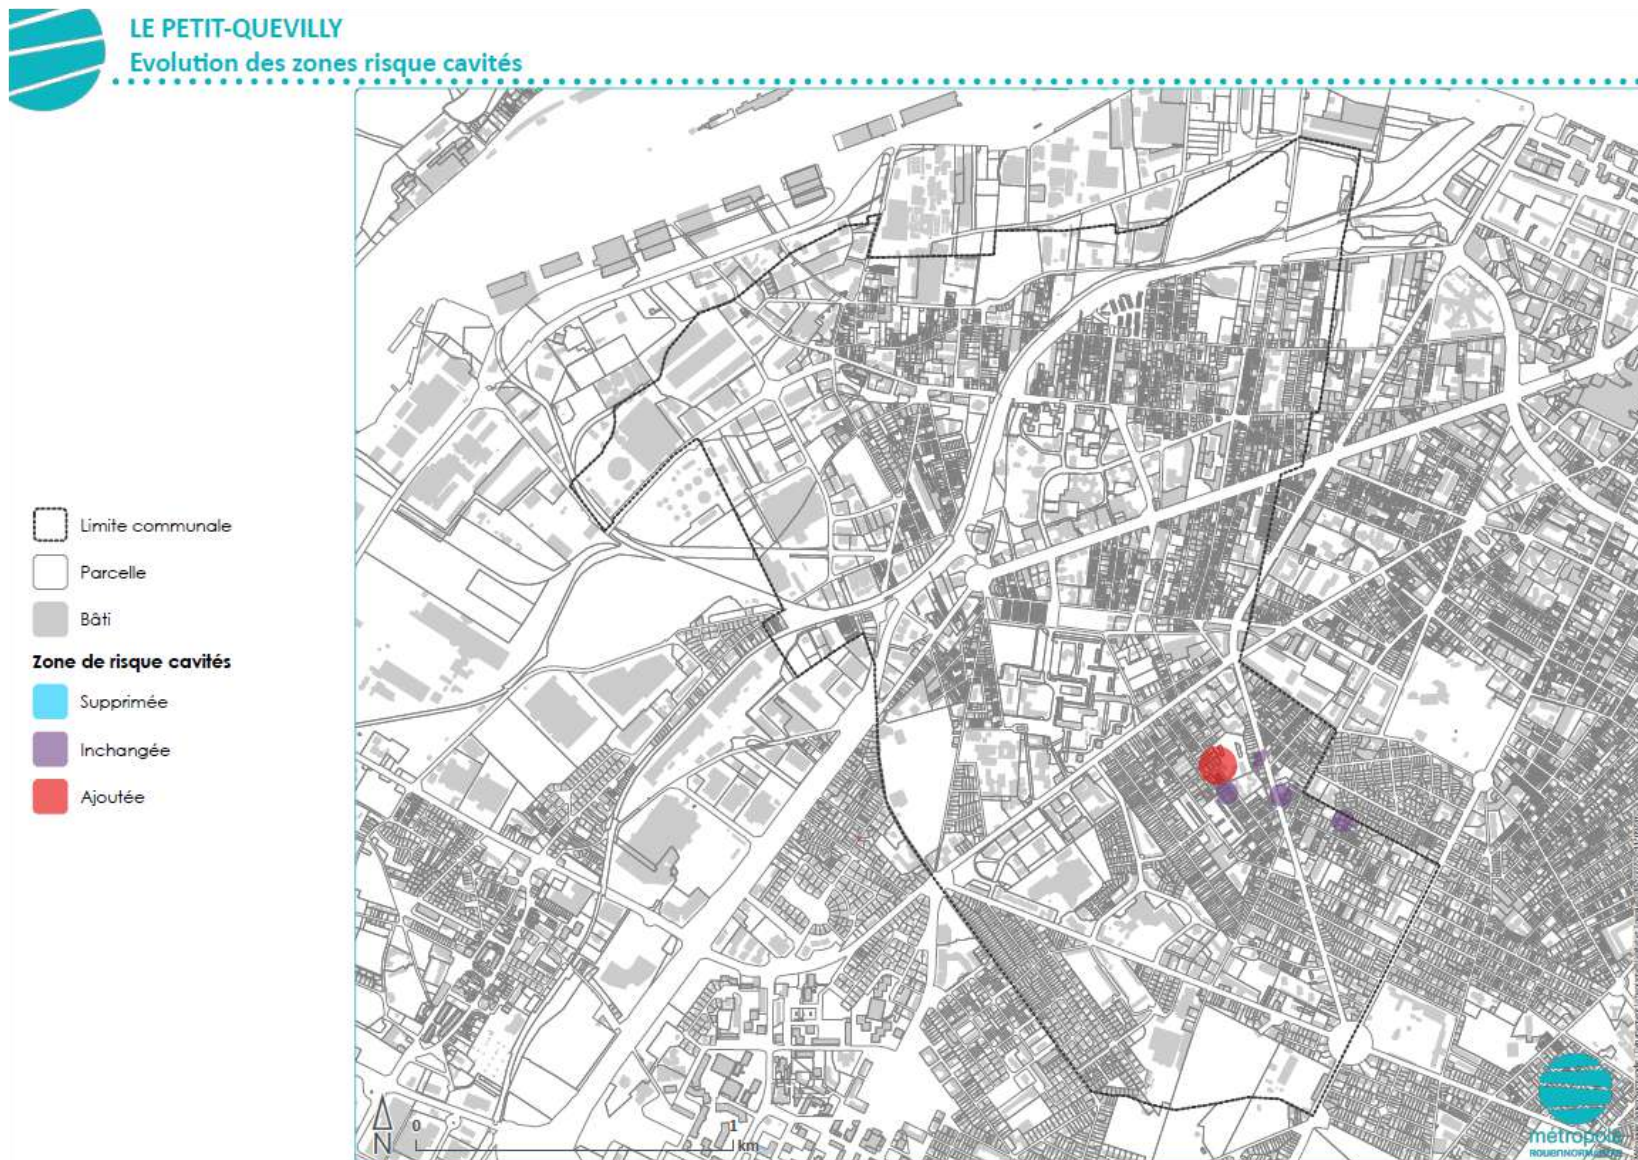 LE PETIT-QUEVILLY
Evolution des zones risque cavités
Limite communale
Parcelle
Bâti
Zone de risque cavités
Supprimée
Inchangée
Ajoutée
N
0
1
km
métropole
ROUENNORMANDIE